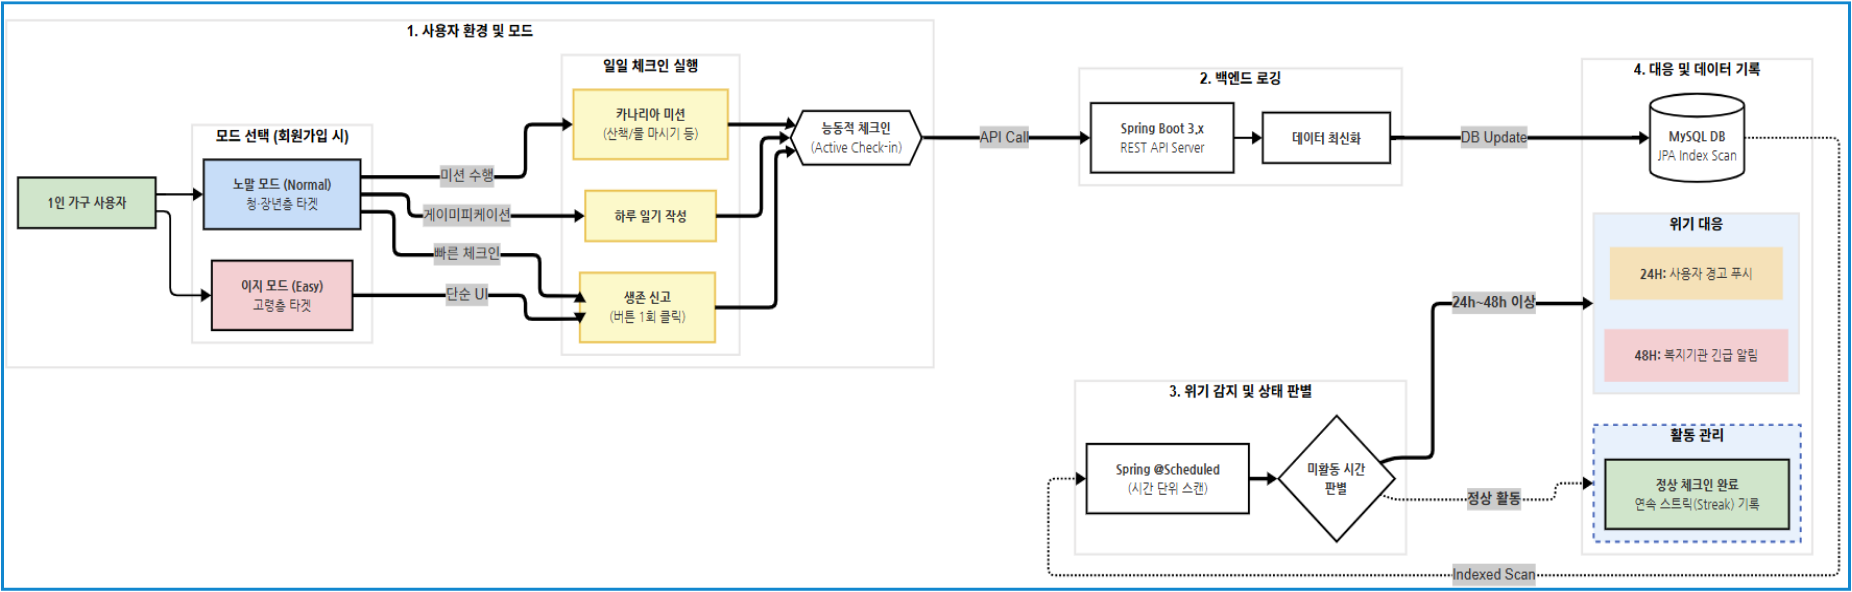 1. 사용자 환경 및 모드
모드 선택 (회원가입 시)
1인 가구 사용자
노말 모드 (Normal)
청·장년층 타겟
이지 모드 (Easy)
고령층 타겟
미션 수행
게이미피케이션
빠른 체크인
단순 UI
일일 체크인 실행
카나리아 미션
(산책/물 마시기 등)
하루 일기 작성
생존 신고
(버튼 1회 클릭)
능동적 체크인
(Active Check-in)
API Call
2. 백엔드 로깅
Spring Boot 3,x
REST API Server
데이터 최신화
DB Update
3. 위기 감지 및 상태 판별
Spring @Scheduled
(시간 단위 스캔)
미활동 시간
판별
24h~48h 이상
정상 활동
Indexed Scan
4. 대응 및 데이터 기록
MySQL DB
JPA Index Scan
위기 대응
24H: 사용자 경고 푸시
48H: 복지기관 긴급 알림
활동 관리
정상 체크인 완료
연속 스트릭(Streak) 기록